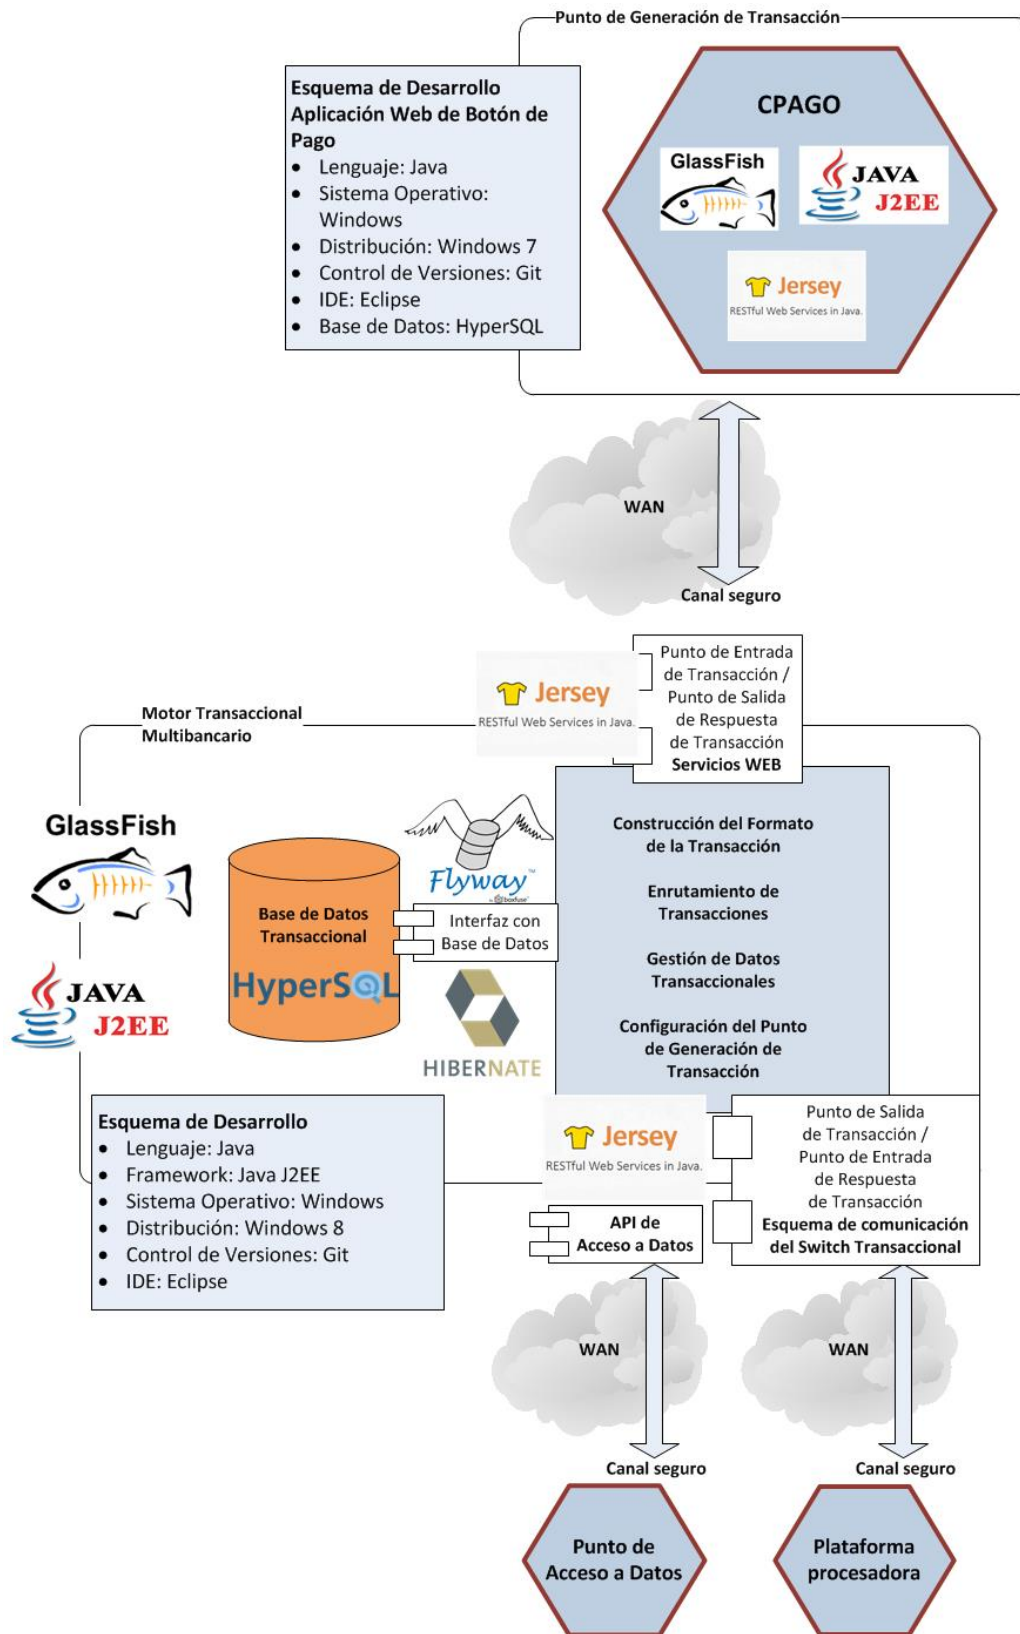 Punto de Generación de Transacción
Esquema de Desarrollo
Aplicación Web de Botón de
Pago
• Lenguaje: Java
• Sistema Operativo:
Windows
• Distribución: Windows 7
• Control de Versiones: Git
• IDE: Eclipse
• Base de Datos: HyperSQL
CPAGO
GlassFish
JAVA
J2EE
Jersey
RESTful Web Services in Java.
WAN
Canal seguro
Punto de Entrada
de Transacción /
Punto de Salida
de Respuesta
de Transacción
Servicios WEB
Jersey
RESTful Web Services in Java.
Motor Transaccional
Multibancario
GlassFish
JAVA
J2EE
Base de Datos
Transaccional
HyperSQL
Flyway™
by boxfuse
Interfaz con
Base de Datos
HIBERNATE
Construcción del Formato
de la Transacción
Enrutamiento de
Transacciones
Gestión de Datos
Transaccionales
Configuración del Punto
de Generación de
Transacción
Esquema de Desarrollo
• Lenguaje: Java
• Framework: Java J2EE
• Sistema Operativo: Windows
• Distribución: Windows 8
• Control de Versiones: Git
• IDE: Eclipse
Jersey
RESTful Web Services in Java.
API de
Acceso a Datos
Punto de Salida
de Transacción /
Punto de Entrada
de Respuesta
de Transacción
Esquema de comunicación
del Switch Transaccional
WAN
WAN
Canal seguro
Canal seguro
Punto de
Acceso a Datos
Plataforma
procesadora